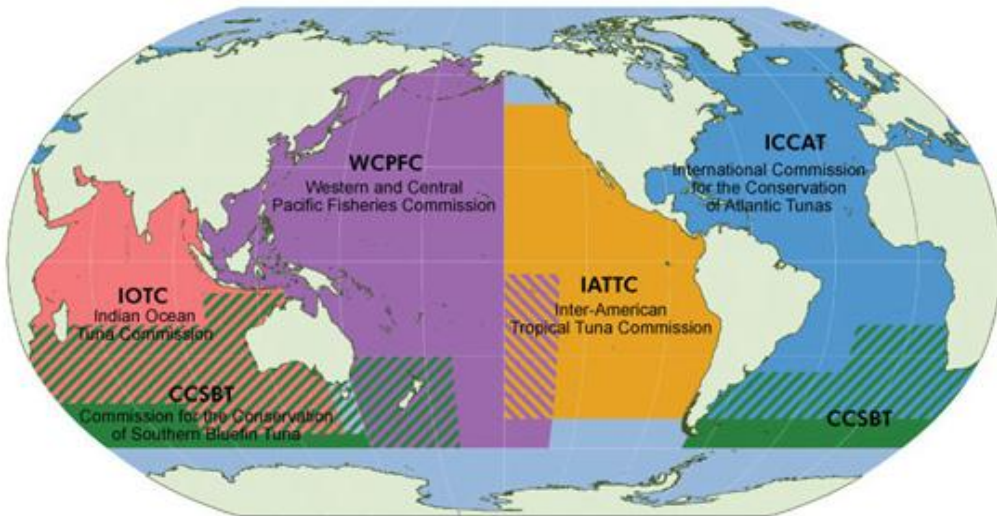 WCPFC
Western and Central
Pacific Fisheries Commission
ICCAT
International Commission
for the Conservation
of Atlantic Tunas
IOTC
Indian Ocean
Tuna Commission
IATTC
Inter-American
Tropical Tuna Commission
CCSBT
Commission for the Conservation
of Southern Bluefin Tuna
CCSBT